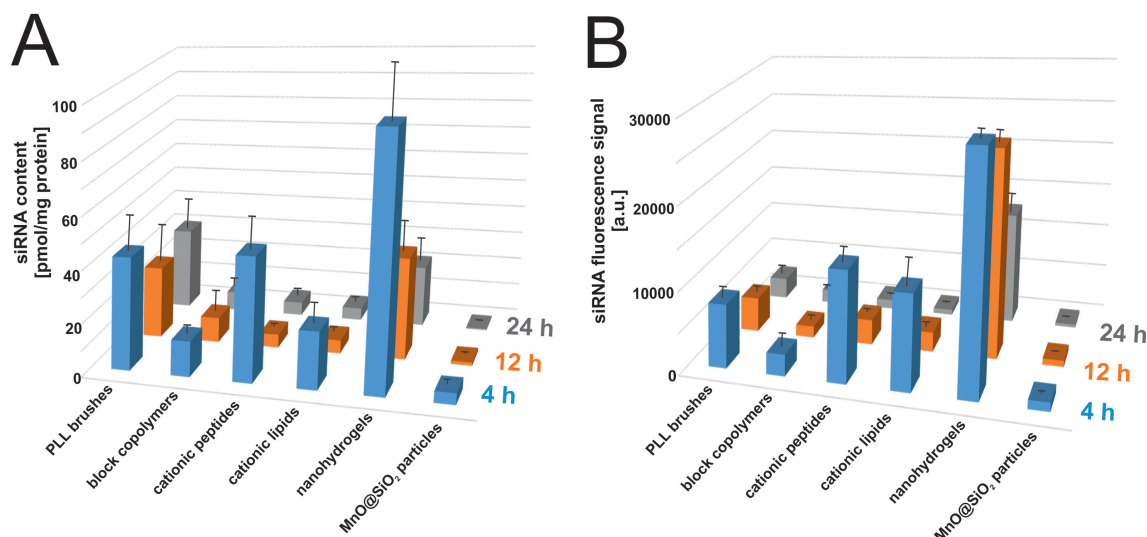 A
siRNA content
[pmol/mg protein]
100
80
60
40
20
0
PLL brushes
block copolymers
cationic peptides
cationic lipids
nanohydrogels
MnO@SiO₂ particles
24 h
12 h
4 h
B
siRNA fluorescence signal
[a.u.]
30000
20000
10000
0
PLL brushes
block copolymers
cationic peptides
cationic lipids
nanohydrogels
MnO@SiO₂ particles
24 h
12 h
4 h